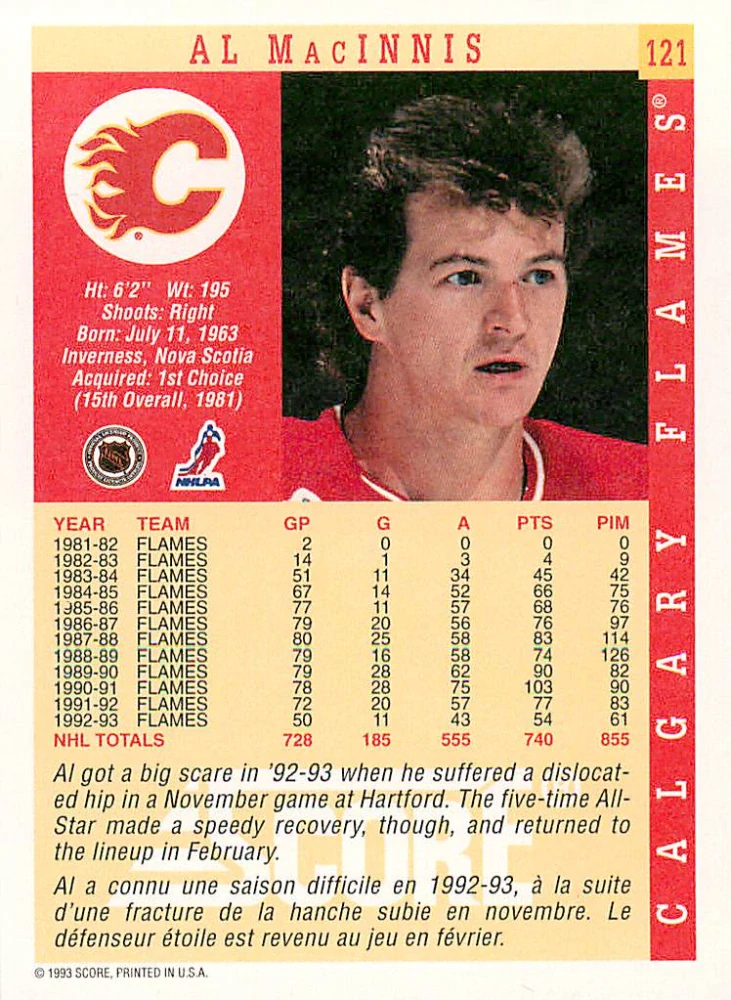 AL MACINNIS
121
CALGARY FLAMES®
C
®
Ht: 6'2" Wt: 195
Shoots: Right
Born: July 11, 1963
Inverness, Nova Scotia
Acquired: 1st Choice
(15th Overall, 1981)
NHL
NHLPA
YEAR TEAM GP G A PTS PIM
1981-82 FLAMES 2 0 0 0 0
1982-83 FLAMES 14 1 3 4 9
1983-84 FLAMES 51 11 34 45 42
1984-85 FLAMES 67 14 52 66 75
1985-86 FLAMES 77 11 57 68 76
1986-87 FLAMES 79 20 56 76 97
1987-88 FLAMES 80 25 58 83 114
1988-89 FLAMES 79 16 58 74 126
1989-90 FLAMES 79 28 62 90 82
1990-91 FLAMES 78 28 75 103 90
1991-92 FLAMES 72 20 57 77 83
1992-93 FLAMES 50 11 43 54 61
NHL TOTALS 728 185 555 740 855
SCORE™
Al got a big scare in '92-93 when he suffered a dislocat-
ed hip in a November game at Hartford. The five-time All-
Star made a speedy recovery, though, and returned to
the lineup in February.
Al a connu une saison difficile en 1992-93, à la suite
d'une fracture de la hanche subie en novembre. Le
défenseur étoile est revenu au jeu en février.
© 1993 SCORE, PRINTED IN U.S.A.